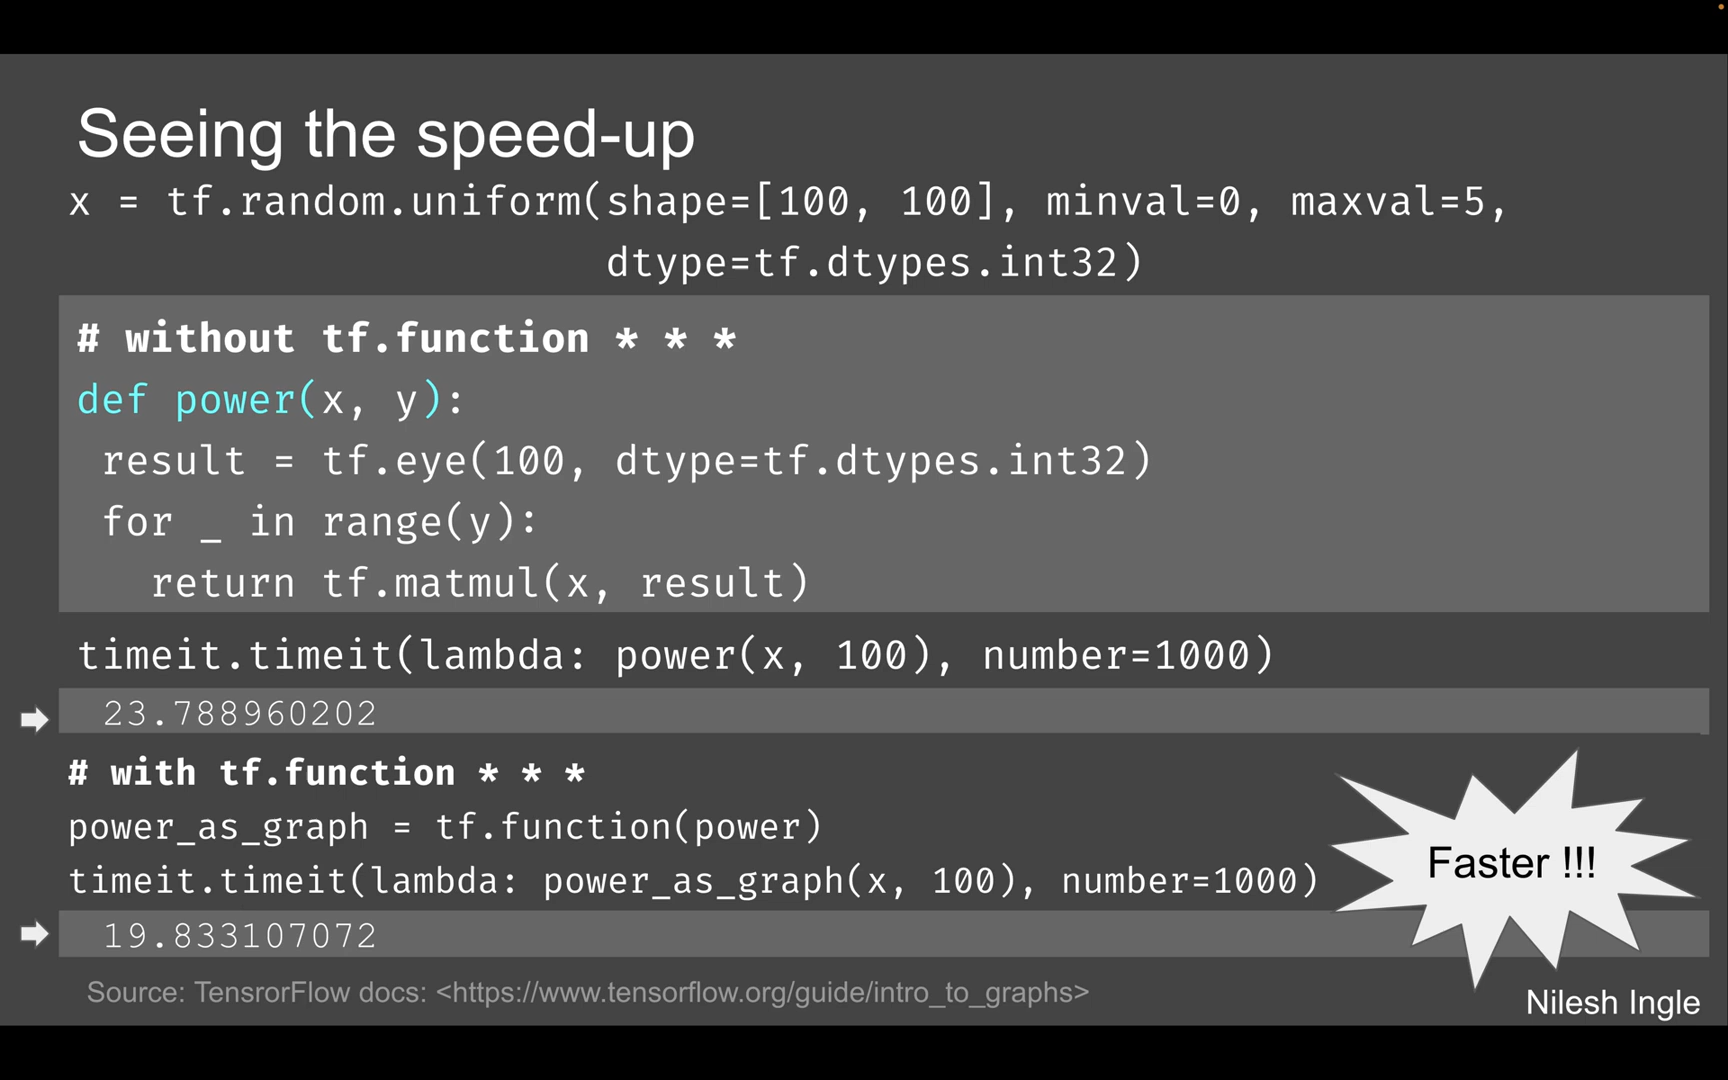 Seeing the speed-up
x = tf.random.uniform(shape=[100, 100], minval=0, maxval=5,
dtype=tf.dtypes.int32)
# without tf.function * * *
def power(x, y):
result = tf.eye(100, dtype=tf.dtypes.int32)
for _ in range(y):
return tf.matmul(x, result)
timeit.timeit(lambda: power(x, 100), number=1000)
23.788960202
# with tf.function * * *
power_as_graph = tf.function(power)
timeit.timeit(lambda: power_as_graph(x, 100), number=1000)
Faster !!!
19.833107072
Source: TensrorFlow docs: <https://www.tensorflow.org/guide/intro_to_graphs>
Nilesh Ingle